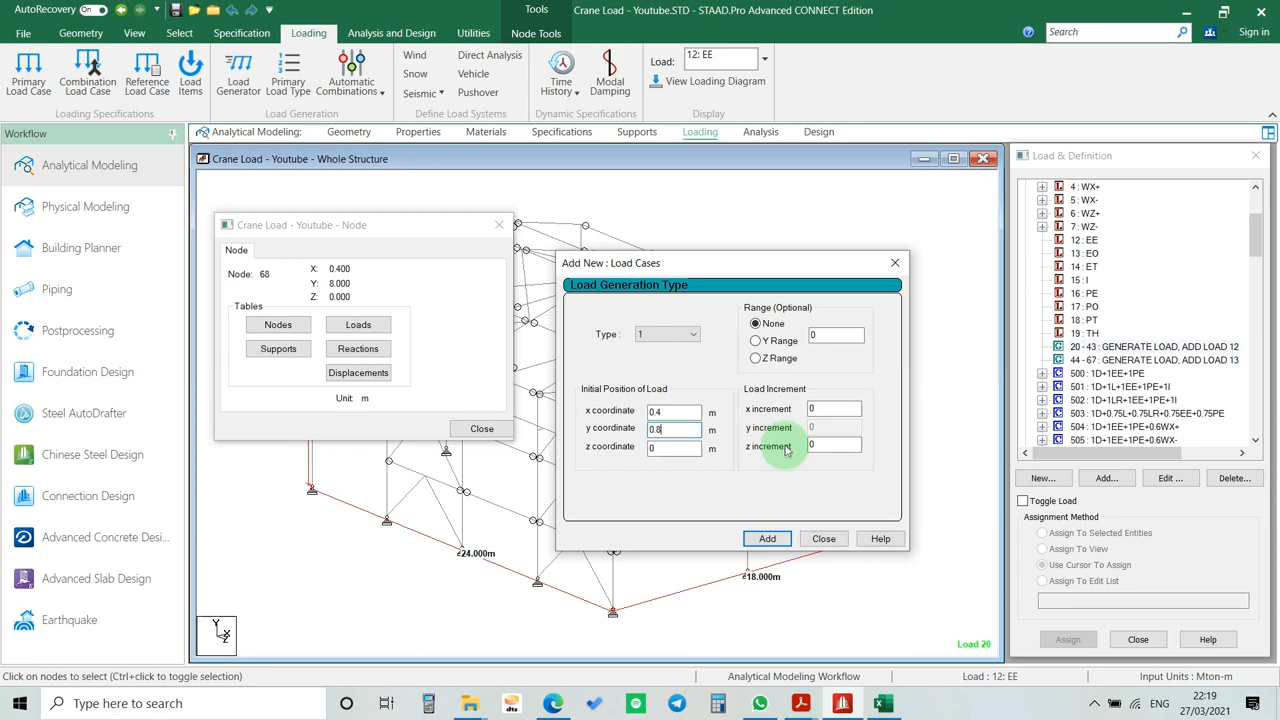 AutoRecovery
Tools
Crane Load - Youtube.STD - STAAD.Pro Advanced CONNECT Edition
File
Geometry
View
Select
Specification
Loading
Analysis and Design
Utilities
Node Tools
Search
Sign in
Primary Load Case
Combination Load Case
Reference Load Case
Load Items
Loading Specifications
Load Generator
Primary Load Type
Automatic Combinations
Load Generation
Wind
Snow
Seismic
Direct Analysis
Vehicle
Pushover
Define Load Systems
Time History
Modal Damping
Dynamic Specifications
Load:
12: EE
View Loading Diagram
Display
Workflow
Analytical Modeling:
Geometry
Properties
Materials
Specifications
Supports
Loading
Analysis
Design
Analytical Modeling
Physical Modeling
Building Planner
Piping
Postprocessing
Foundation Design
Steel AutoDrafter
Chinese Steel Design
Connection Design
Advanced Concrete Desi...
Advanced Slab Design
Earthquake
Crane Load - Youtube - Whole Structure
Crane Load - Youtube - Node
Node
Node: 68
X: 0.400
Y: 8.000
Z: 0.000
Tables
Nodes
Loads
Supports
Reactions
Displacements
Unit: m
Close
Add New : Load Cases
Load Generation Type
Type :
1
Range (Optional)
None
Y Range
Z Range
0
Initial Position of Load
x coordinate
0.4
m
y coordinate
0.8
m
z coordinate
0
m
Load Increment
x increment
0
y increment
0
z increment
0
Add
Close
Help
24.000m
18.000m
Y
X
Z
Load 20
Load & Definition
4 : WX+
5 : WX-
6 : WZ+
7 : WZ-
12 : EE
13 : EO
14 : ET
15 : I
16 : PE
17 : PO
18 : PT
19 : TH
20 - 43 : GENERATE LOAD, ADD LOAD 12
44 - 67 : GENERATE LOAD, ADD LOAD 13
500 : 1D+1EE+1PE
501 : 1D+1L+1EE+1PE+1I
502 : 1D+1LR+1EE+1PE+1I
503 : 1D+0.75L+0.75LR+0.75EE+0.75PE
504 : 1D+1EE+1PE+0.6WX+
505 : 1D+1EE+1PE+0.6WX-
New...
Add...
Edit ...
Delete...
Toggle Load
Assignment Method
Assign To Selected Entities
Assign To View
Use Cursor To Assign
Assign To Edit List
Assign
Close
Help
Click on nodes to select (Ctrl+click to toggle selection)
Analytical Modeling Workflow
Load : 12: EE
Input Units : Mton-m
Type here to search
dts
ENG
22:19
27/03/2021